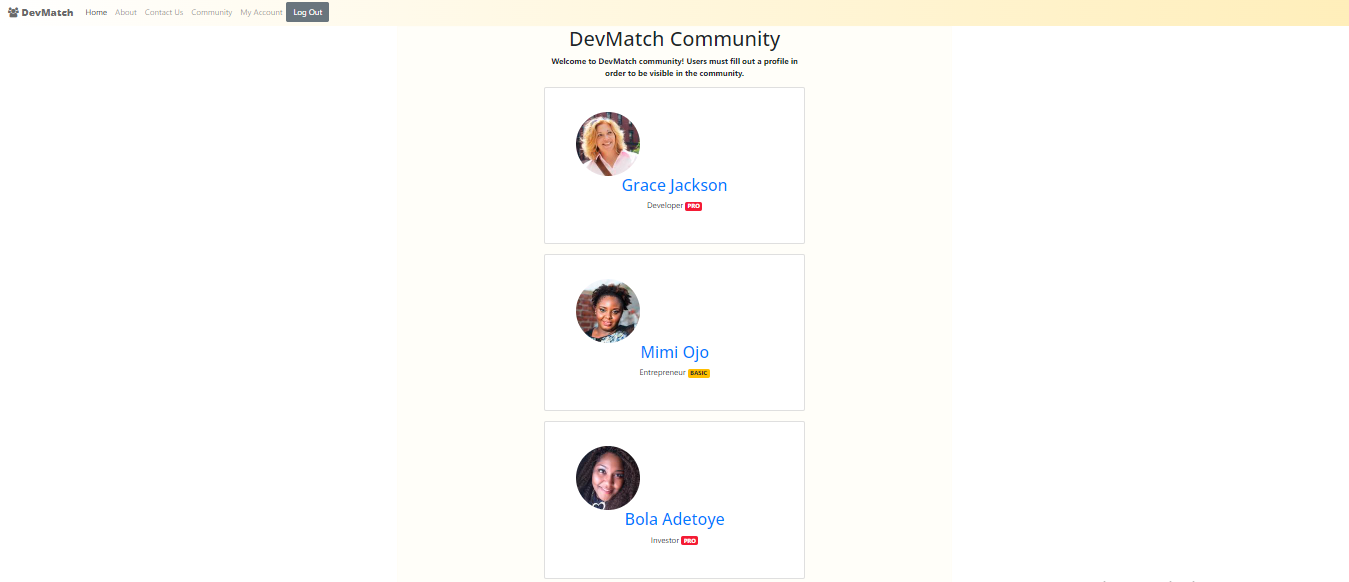 DevMatch Home About Contact Us Community My Account Log Out
DevMatch Community
Welcome to DevMatch community! Users must fill out a profile in
order to be visible in the community.
Grace Jackson
Developer PRO
Mimi Ojo
Entrepreneur BASIC
Bola Adetoye
Investor PRO